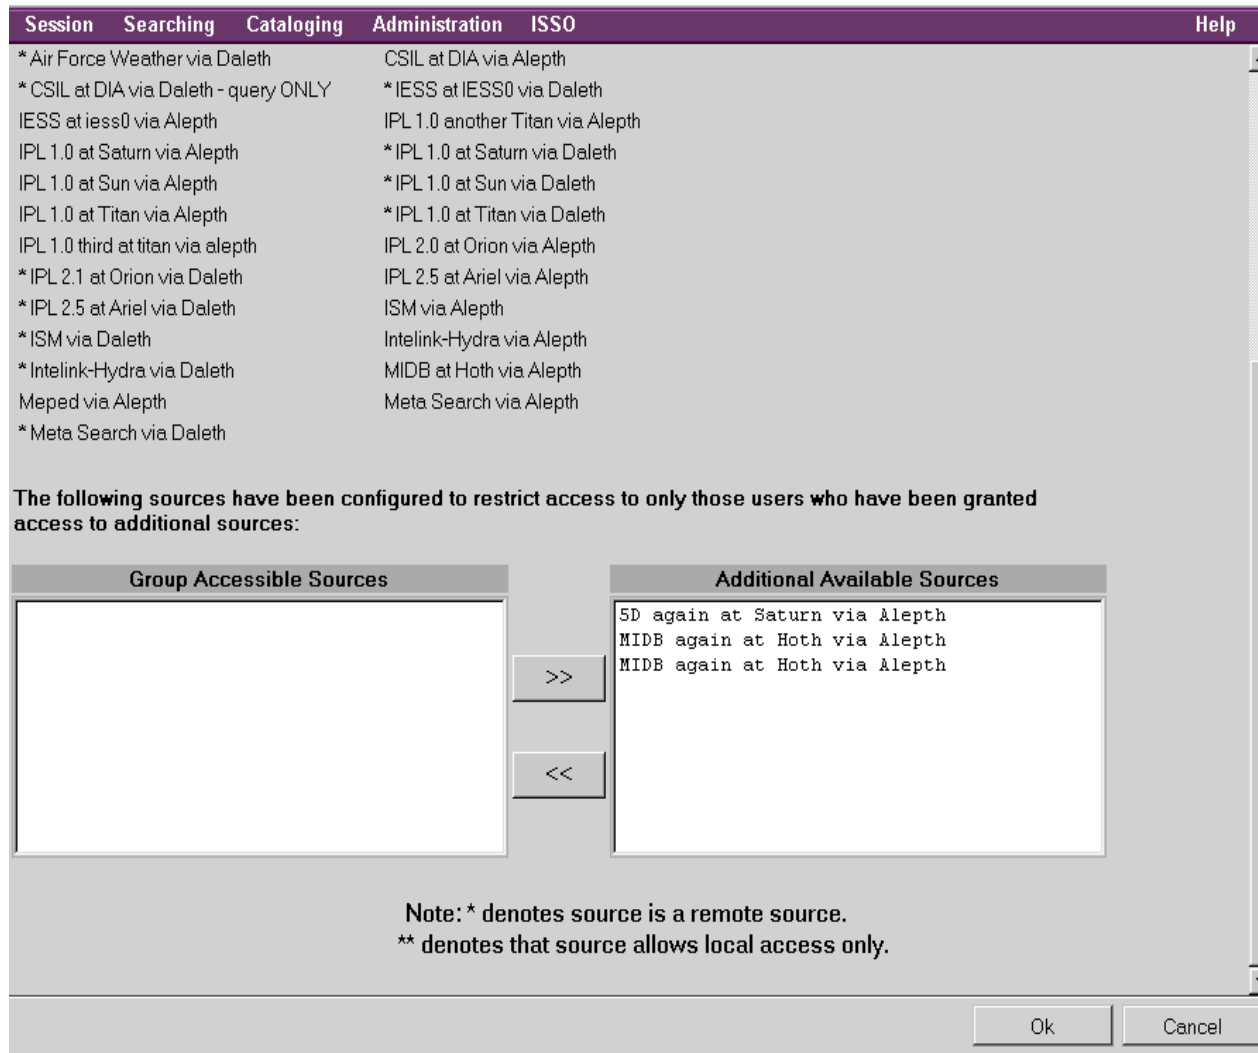 Session Searching Cataloging Administration ISSO Help
* Air Force Weather via Daleth CSIL at DIA via Alepth
* CSIL at DIA via Daleth - query ONLY * IESS at IESS0 via Daleth
IESS at iess0 via Alepth IPL 1.0 another Titan via Alepth
IPL 1.0 at Saturn via Alepth * IPL 1.0 at Saturn via Daleth
IPL 1.0 at Sun via Alepth * IPL 1.0 at Sun via Daleth
IPL 1.0 at Titan via Alepth * IPL 1.0 at Titan via Daleth
IPL 1.0 third at titan via alepth IPL 2.0 at Orion via Alepth
* IPL 2.1 at Orion via Daleth IPL 2.5 at Ariel via Alepth
* IPL 2.5 at Ariel via Daleth ISM via Alepth
* ISM via Daleth Intelink-Hydra via Alepth
* Intelink-Hydra via Daleth MIDB at Hoth via Alepth
Meped via Alepth Meta Search via Alepth
* Meta Search via Daleth
The following sources have been configured to restrict access to only those users who have been granted
access to additional sources:
Group Accessible Sources Additional Available Sources
5D again at Saturn via Alepth
MIDB again at Hoth via Alepth
MIDB again at Hoth via Alepth
>>
<<
Note: * denotes source is a remote source.
** denotes that source allows local access only.
Ok Cancel